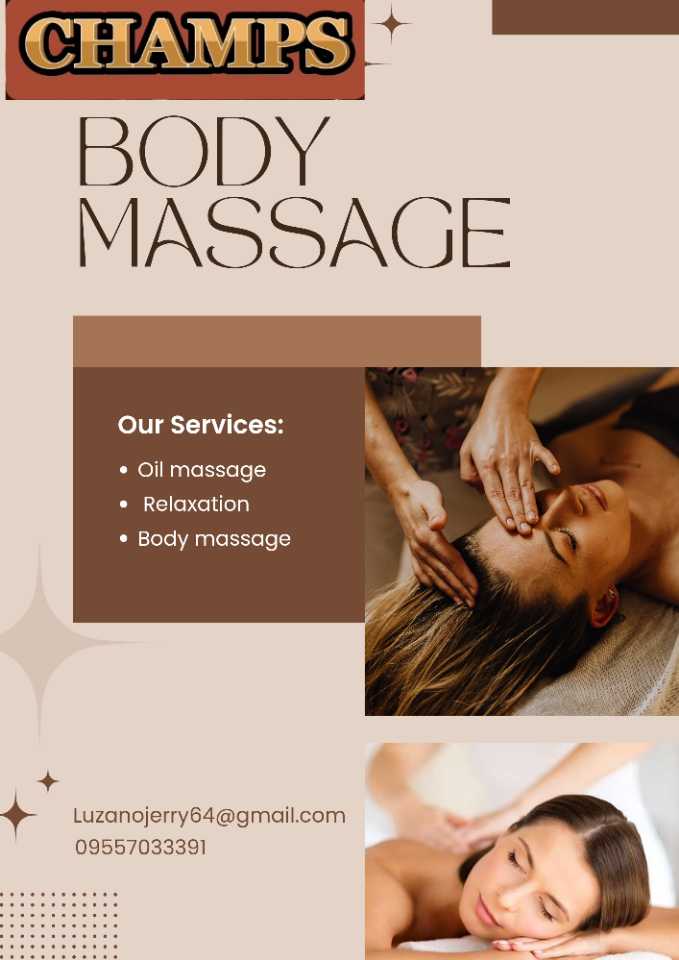 CHAMPS
BODY
MASSAGE
Our Services:
• Oil massage
• Relaxation
• Body massage
Luzanojerry64@gmail.com
09557033391